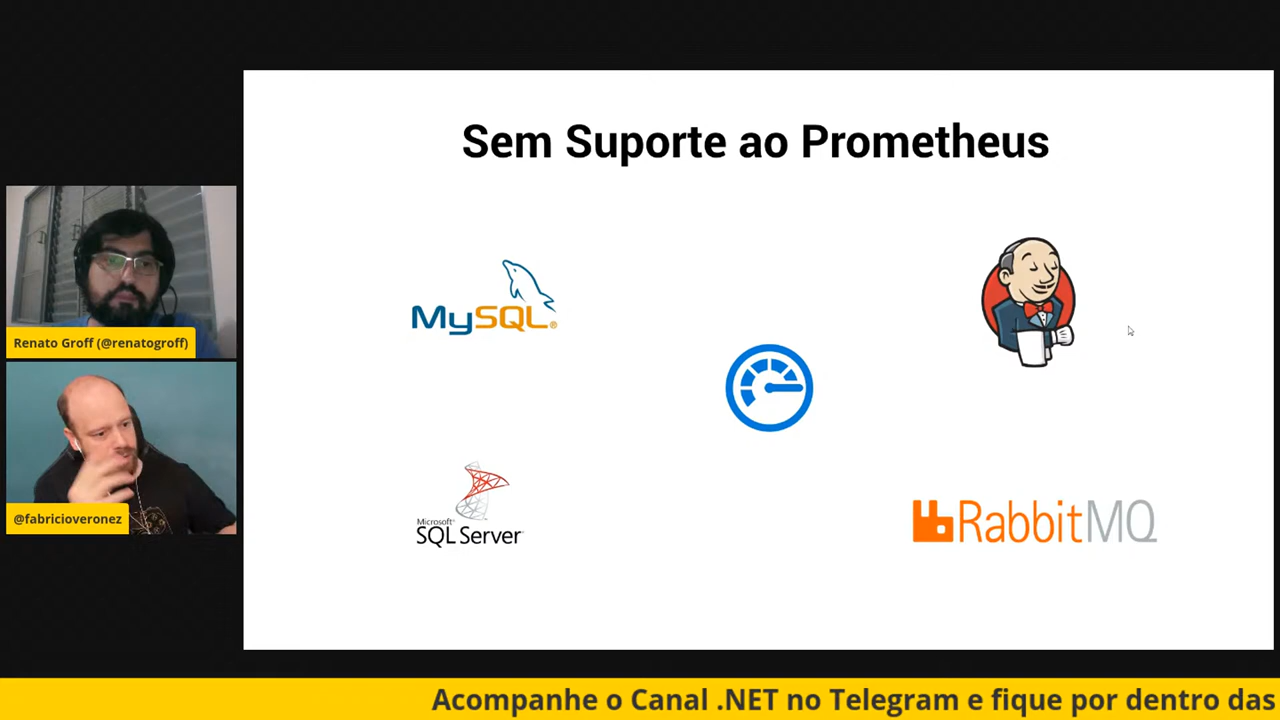 Sem Suporte ao Prometheus
MySQL®
Microsoft®
SQL Server®
RabbitMQ
Renato Groff (@renatogroff)
@fabricioveronez
Acompanhe o Canal .NET no Telegram e fique por dentro das